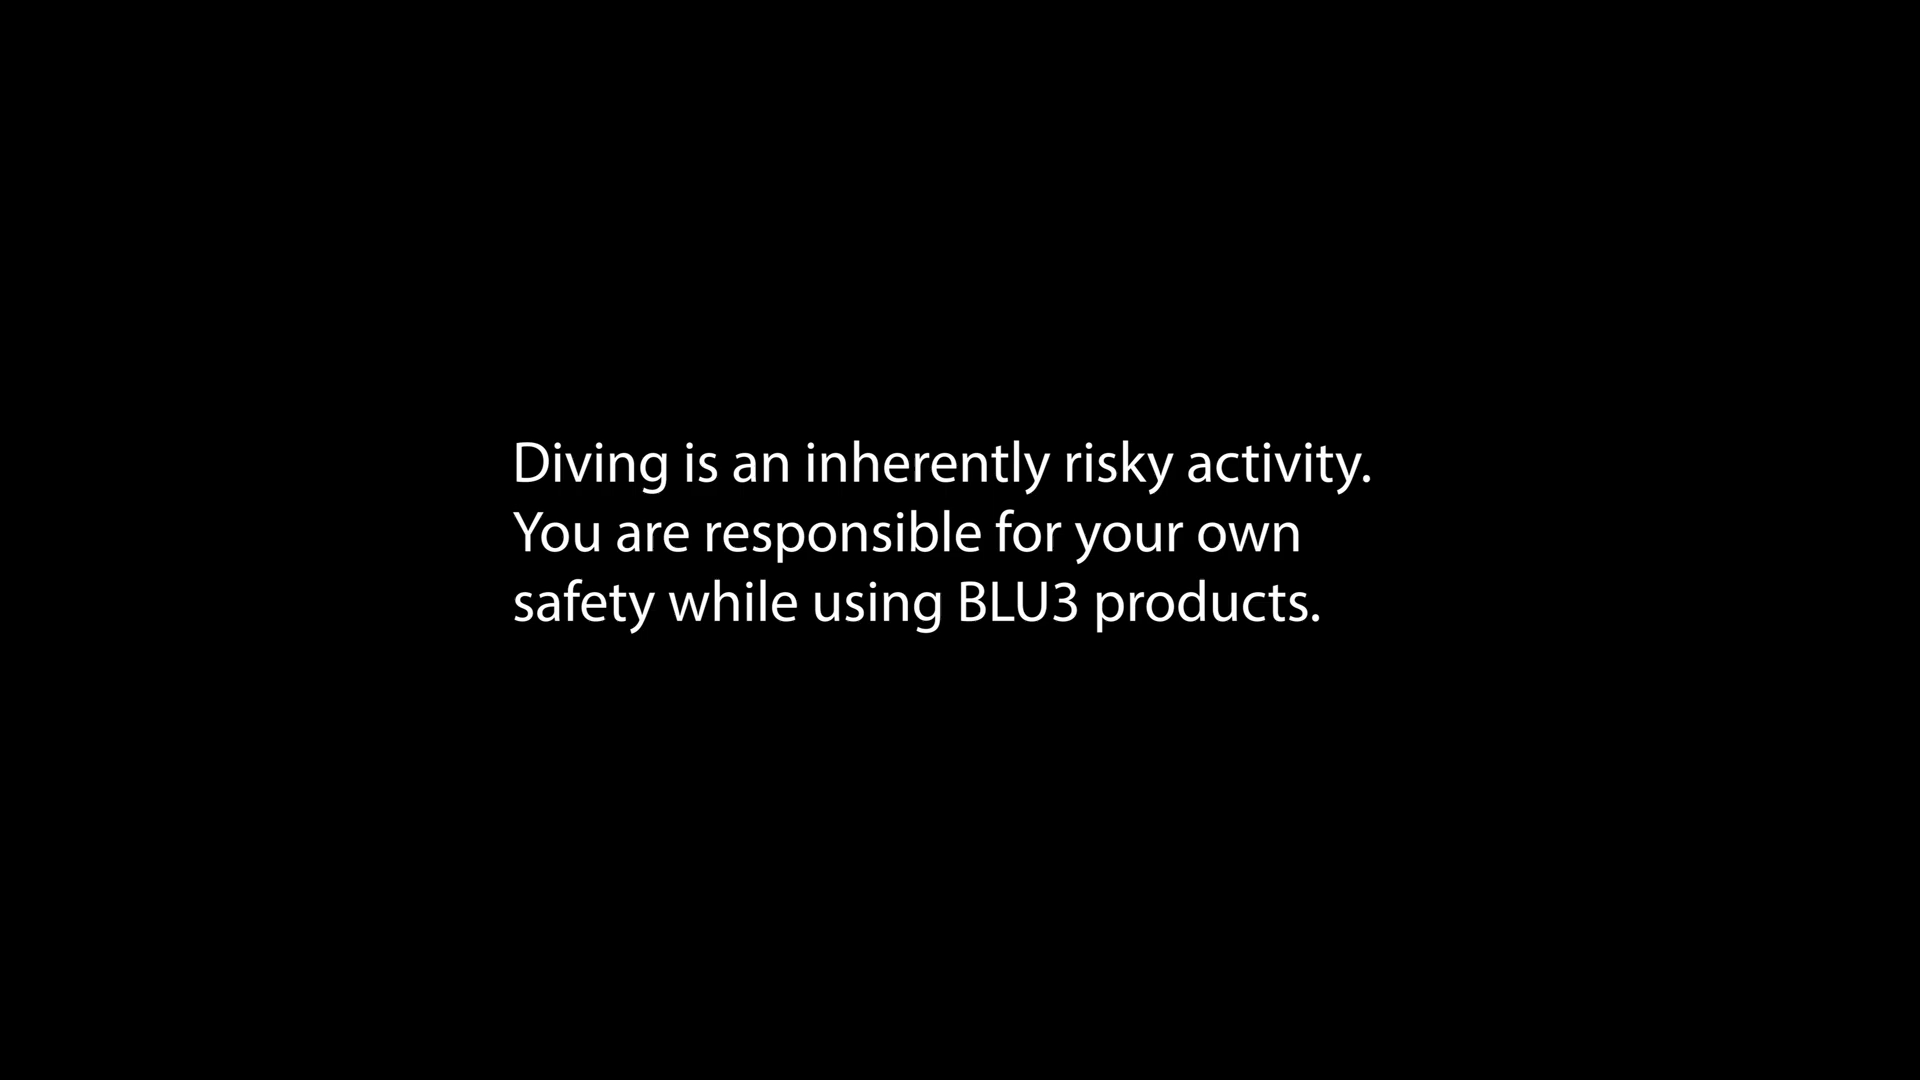 Diving is an inherently risky activity.
You are responsible for your own
safety while using BLU3 products.